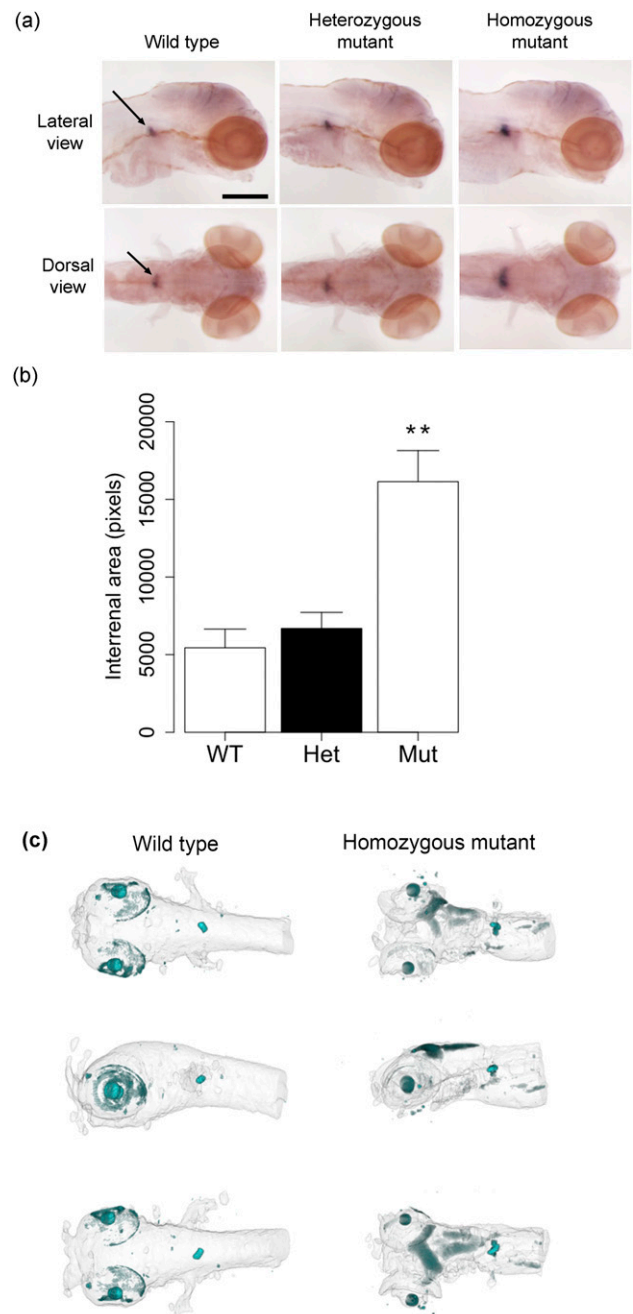 (a)
Wild type
Heterozygous
mutant
Homozygous
mutant
Lateral
view
Dorsal
view
(b)
Interrenal area (pixels)
0
5000
10000
15000
20000
**
WT
Het
Mut
(c)
Wild type
Homozygous mutant